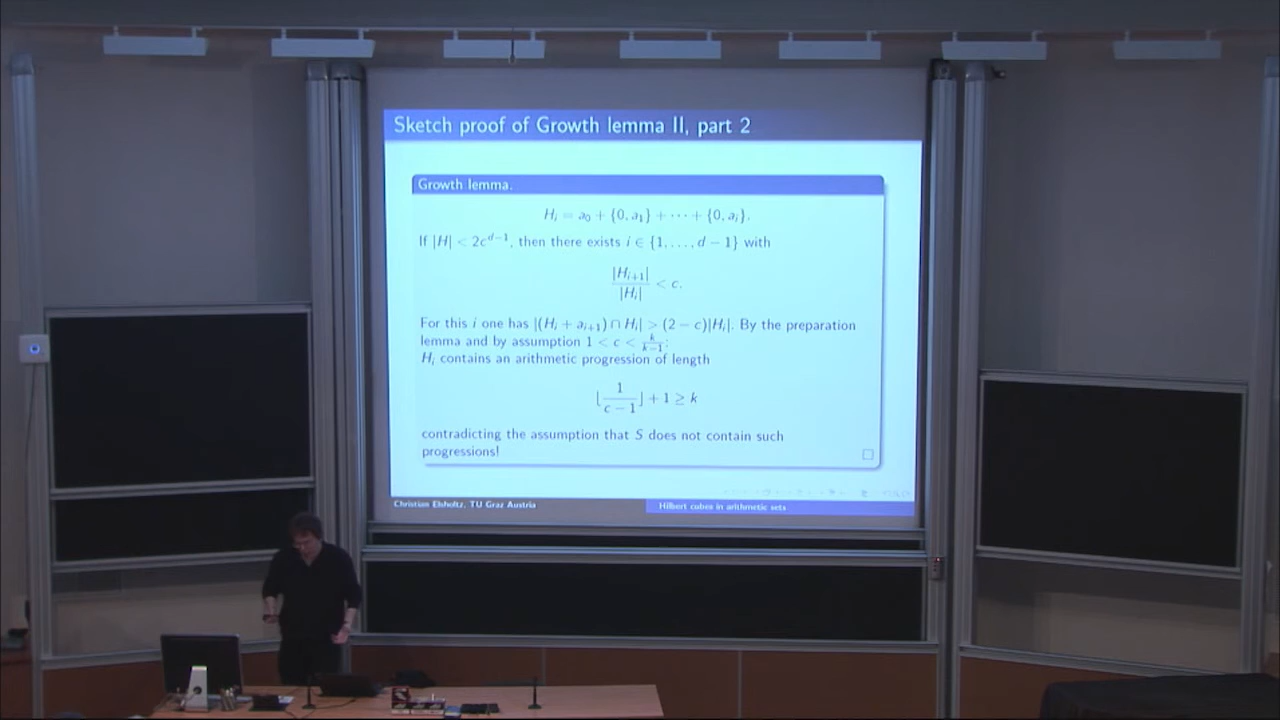 Sketch proof of Growth lemma II, part 2
Growth lemma.
H_i = a_0 + {0, a_1} + ⋯ + {0, a_i}.
If |H| < 2c^{d−1}, then there exists i ∈ {1, . . . , d − 1} with
|H_{i+1}| / |H_i| < c.
For this i one has |(H_i + a_{i+1}) ∩ H_i| > (2 − c)|H_i|. By the preparation
lemma and by assumption 1 < c < k/(k−1):
H_i contains an arithmetic progression of length
⌊1/(c − 1)⌋ + 1 ≥ k
contradicting the assumption that S does not contain such
progressions!
Christian Elsholtz, TU Graz Austria
Hilbert cubes in arithmetic sets